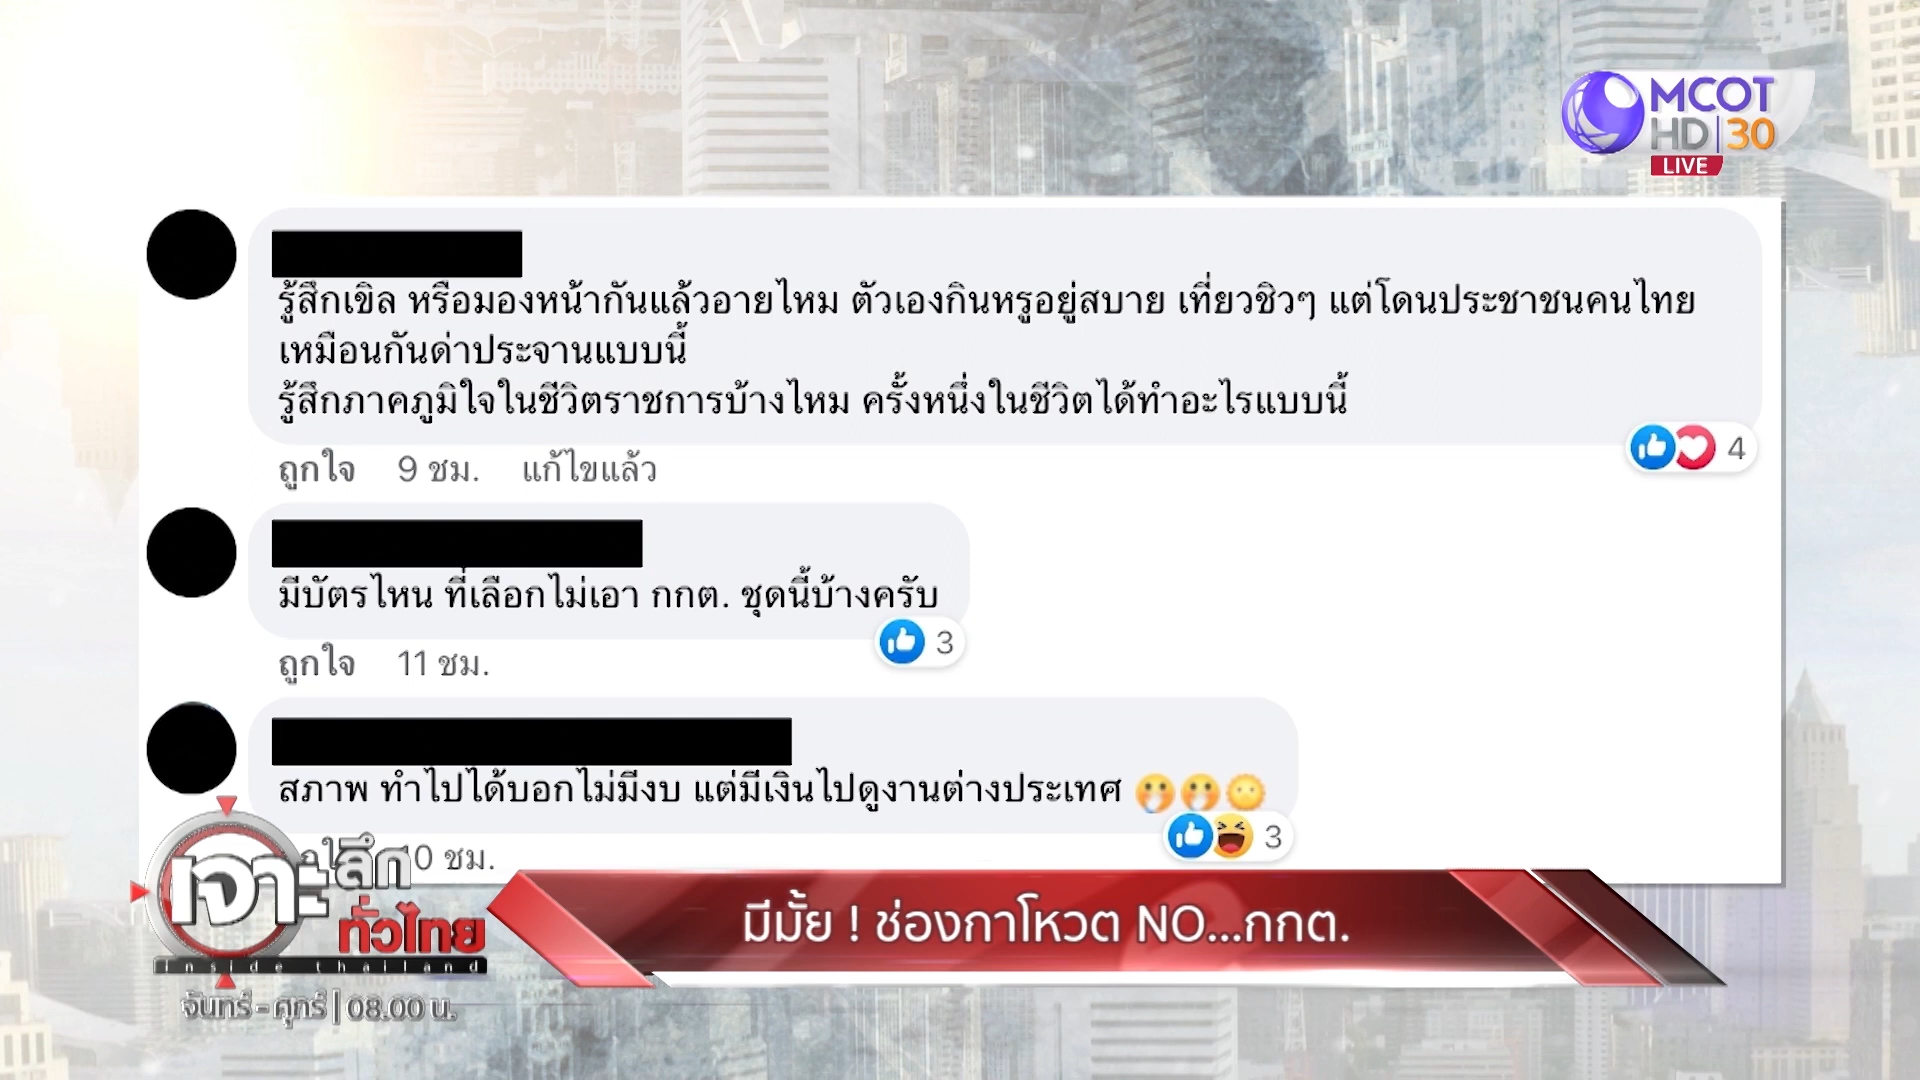 MCOT
HD 30
LIVE
รู้สึกเขิล หรือมองหน้ากันแล้วอายไหม ตัวเองกินหรูอยู่สบาย เที่ยวชิวๆ แต่โดนประชาชนคนไทย
เหมือนกันด่าประจานแบบนี้
รู้สึกภาคภูมิใจในชีวิตราชการบ้างไหม ครั้งหนึ่งในชีวิตได้ทำอะไรแบบนี้
4
ถูกใจ 9 ชม. แก้ไขแล้ว
มีบัตรไหน ที่เลือกไม่เอา กกต. ชุดนี้บ้างครับ
3
ถูกใจ 11 ชม.
สภาพ ทำไปได้บอกไม่มีงบ แต่มีเงินไปดูงานต่างประเทศ 🫢🫢😶
3
ชม.
เจาะลึก
ทั่วไทย
inside thailand
จันทร์ - ศุกร์ | 08.00 น.
มีมั้ย ! ช่องกาโหวต NO...กกต.